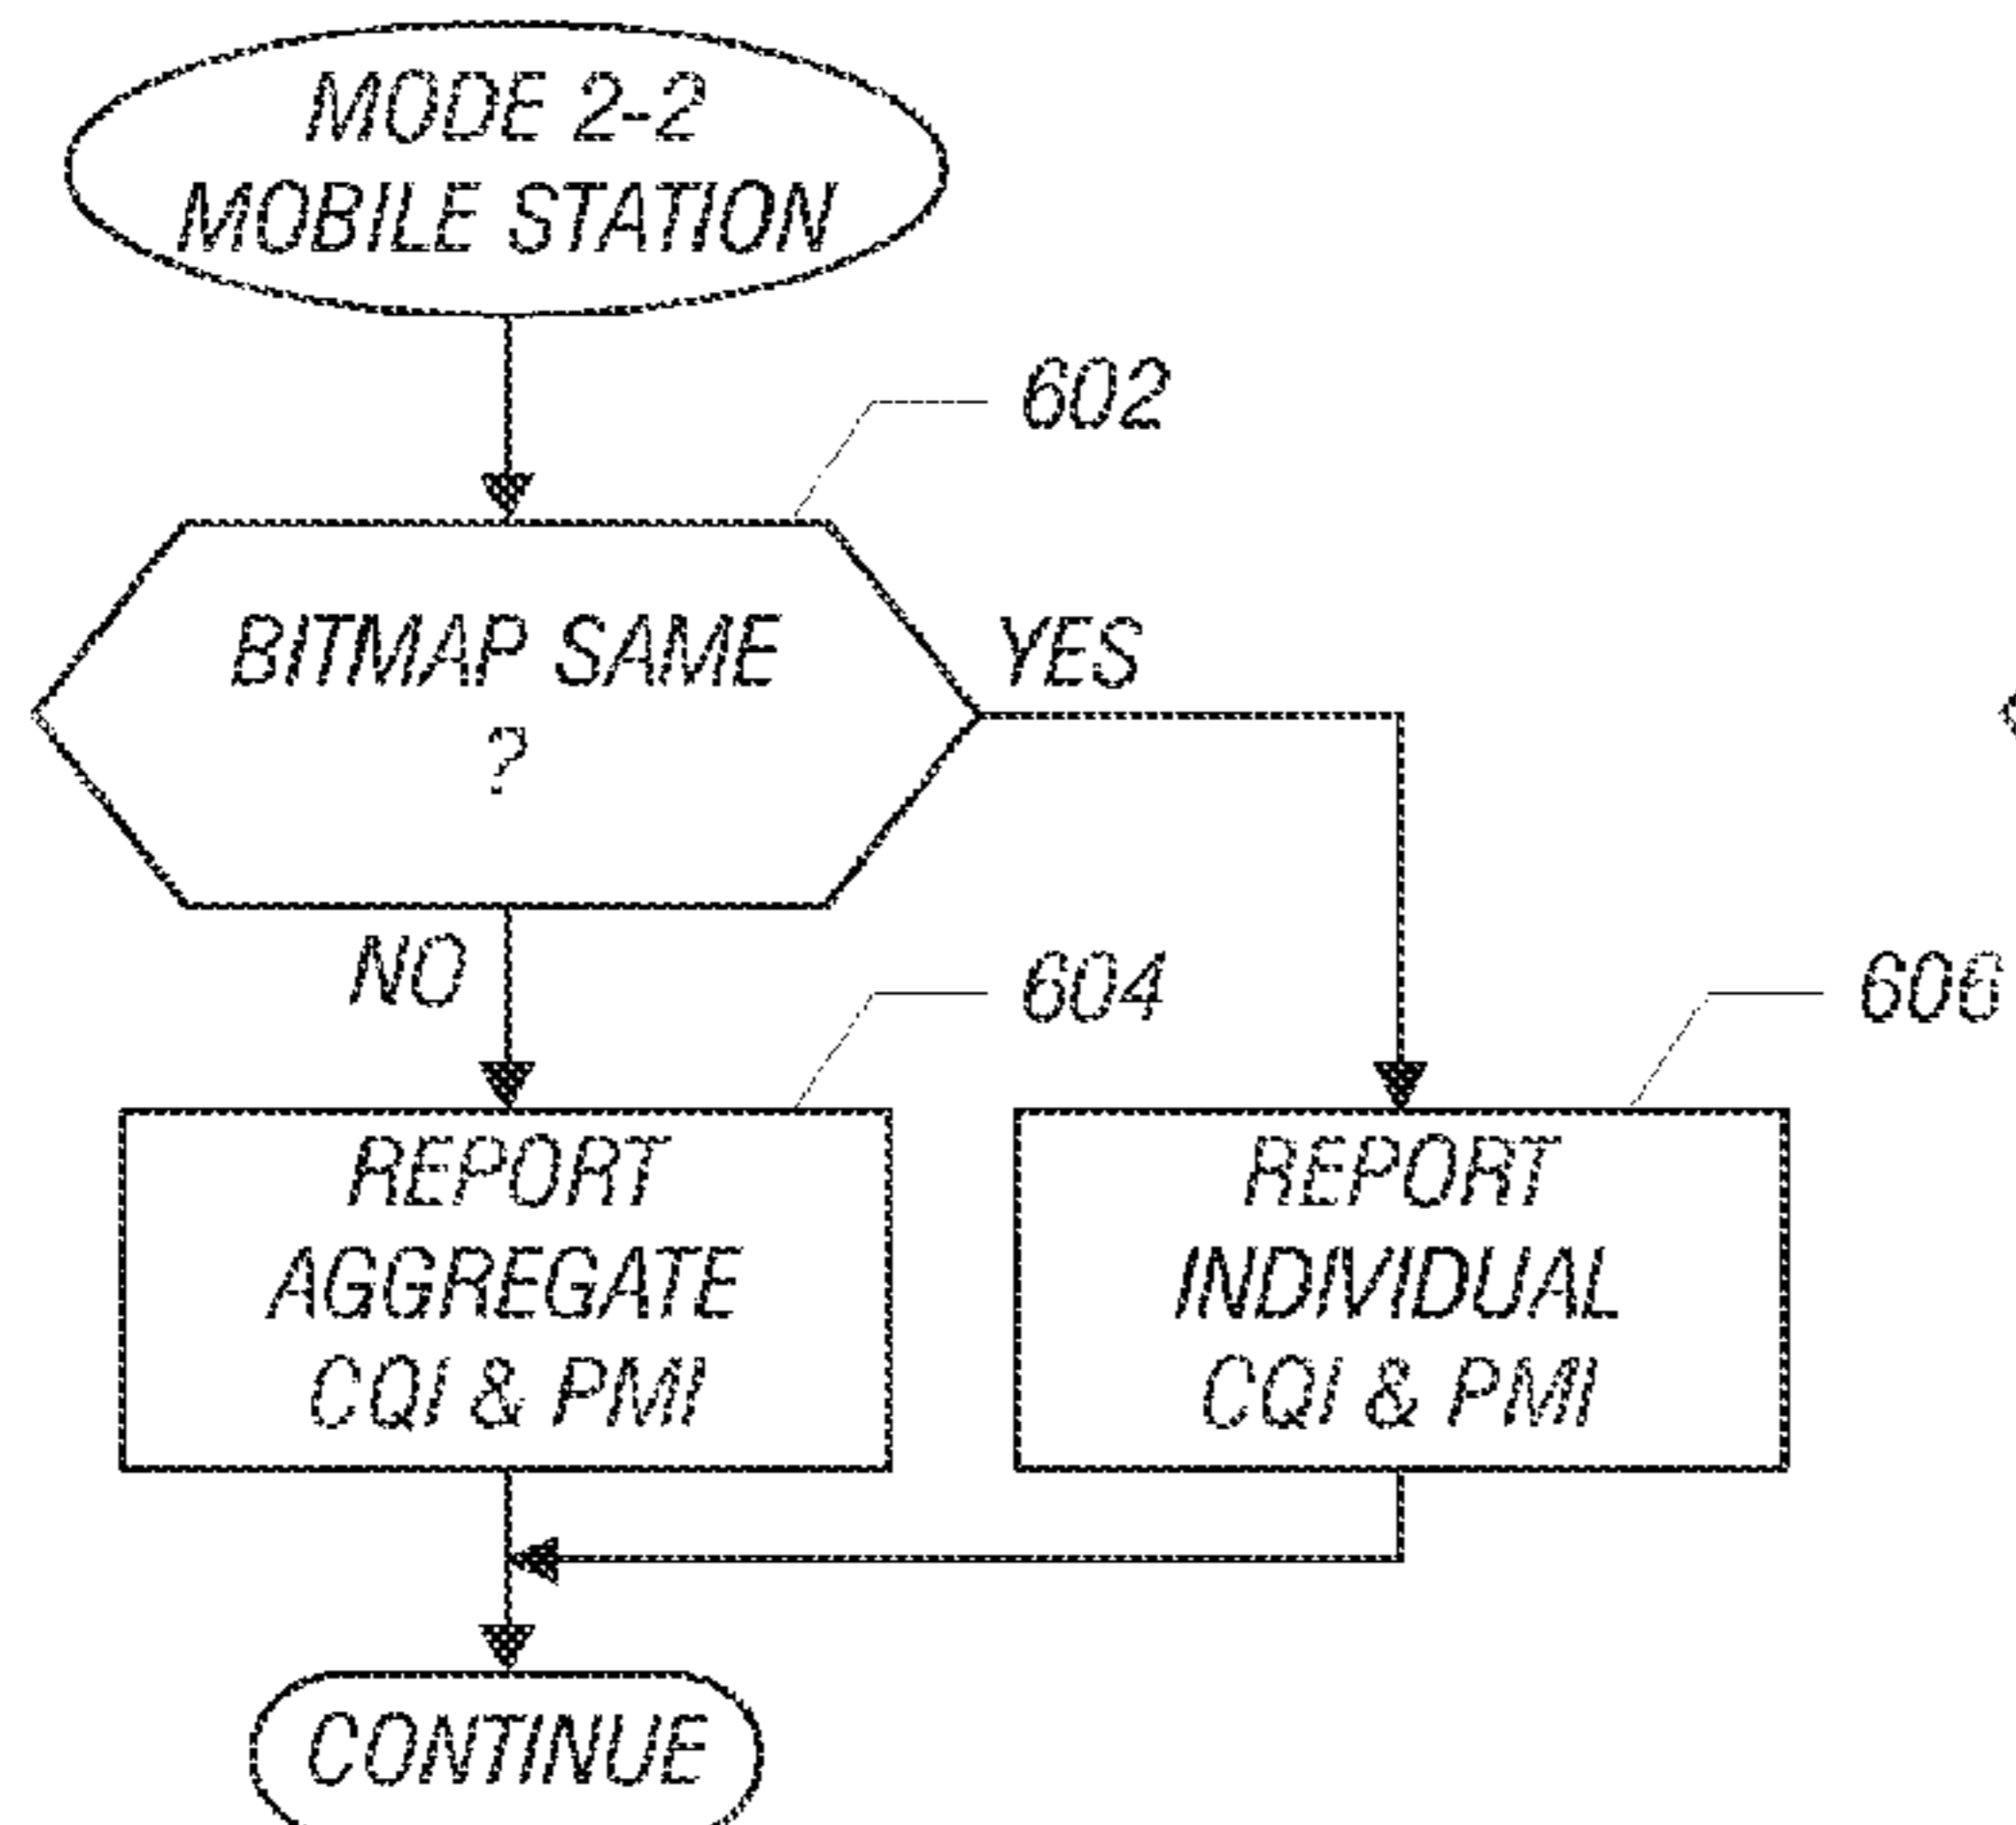 MODE 2-2
MOBILE STATION
602
BITMAP SAME
?
YES
NO
604
606
REPORT
AGGREGATE
CQI & PMI
REPORT
INDIVIDUAL
CQI & PMI
CONTINUE